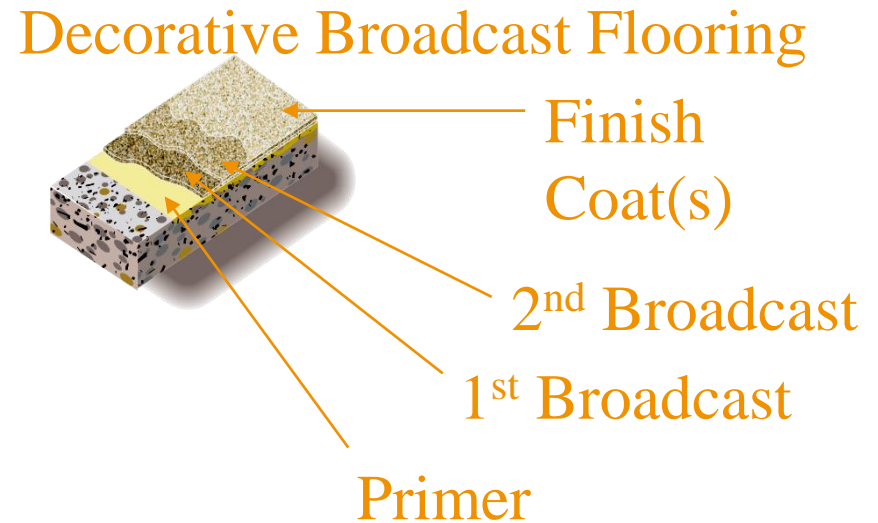 Decorative Broadcast Flooring
Finish
Coat(s)
2nd Broadcast
1st Broadcast
Primer